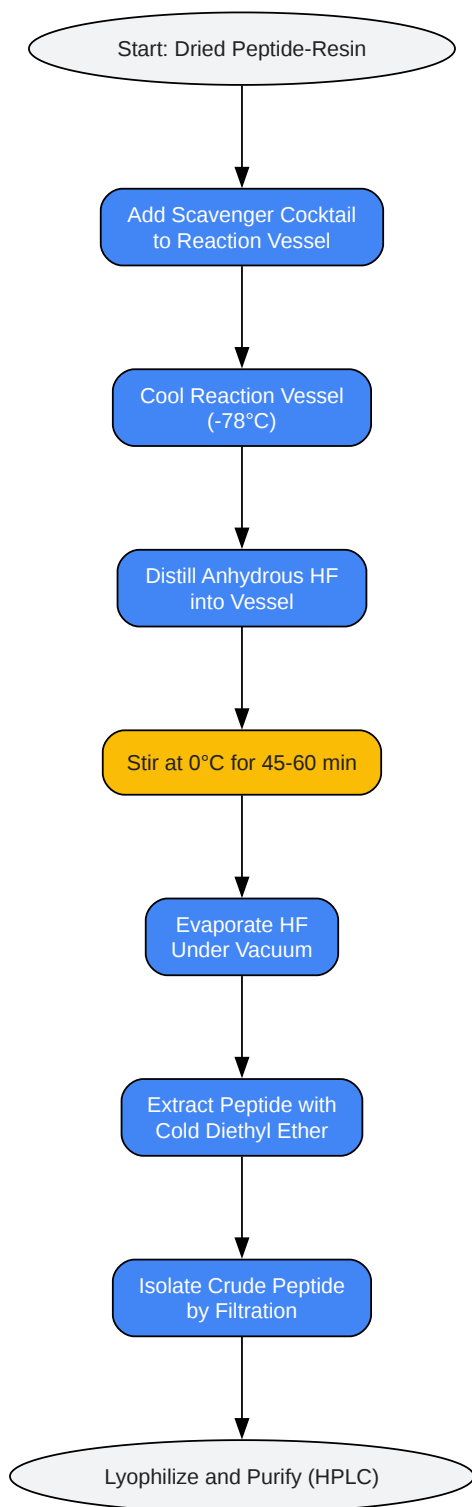 Start: Dried Peptide-Resin
Add Scavenger Cocktail
to Reaction Vessel
Cool Reaction Vessel
(-78°C)
Distill Anhydrous HF
into Vessel
Stir at 0°C for 45-60 min
Evaporate HF
Under Vacuum
Extract Peptide with
Cold Diethyl Ether
Isolate Crude Peptide
by Filtration
Lyophilize and Purify (HPLC)